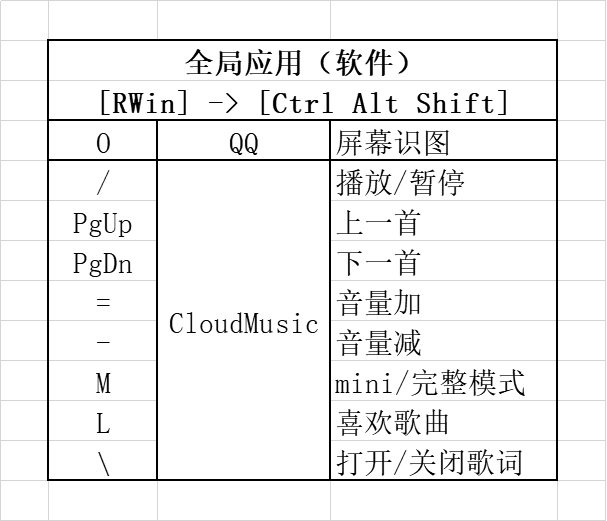 全局应用（软件）
[RWin] -> [Ctrl Alt Shift]
O QQ 屏幕识图
/ 播放/暂停
PgUp 上一首
PgDn 下一首
= 音量加
CloudMusic
- 音量减
M mini/完整模式
L 喜欢歌曲
\ 打开/关闭歌词